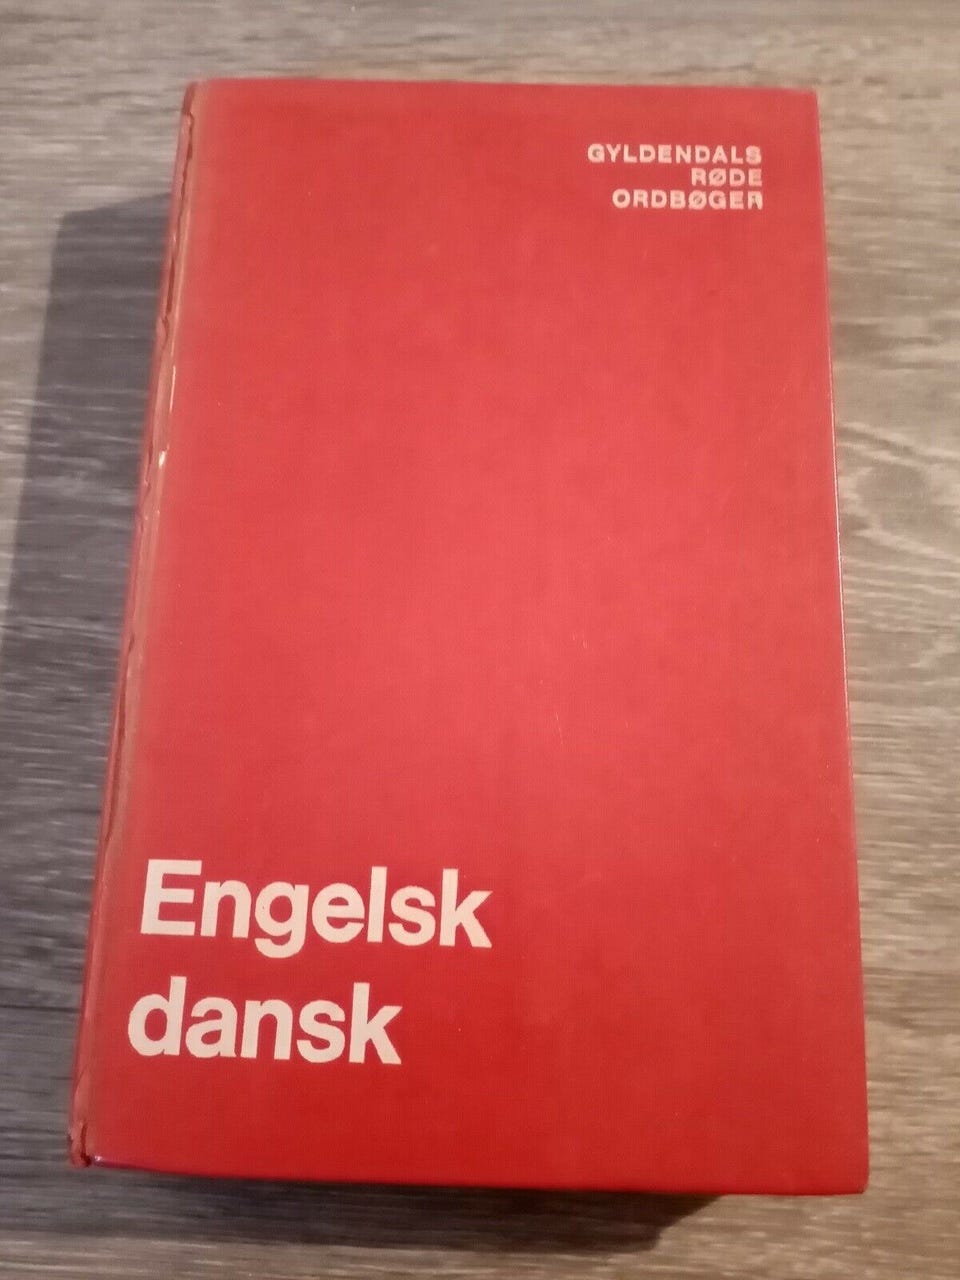 GYLDENDALS
RØDE
ORDBØGER
Engelsk
dansk